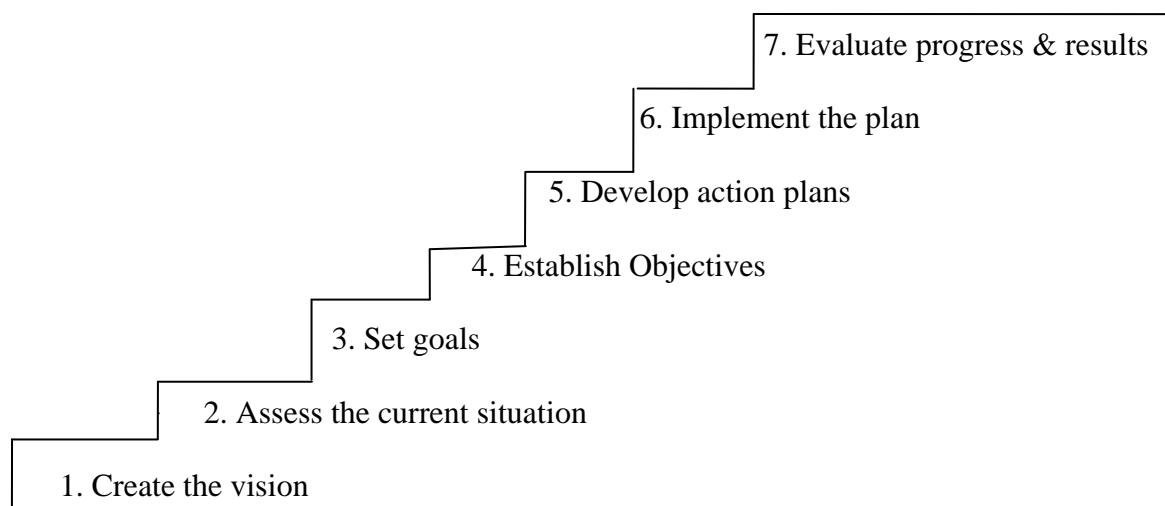 7. Evaluate progress & results
6. Implement the plan
5. Develop action plans
4. Establish Objectives
3. Set goals
2. Assess the current situation
1. Create the vision